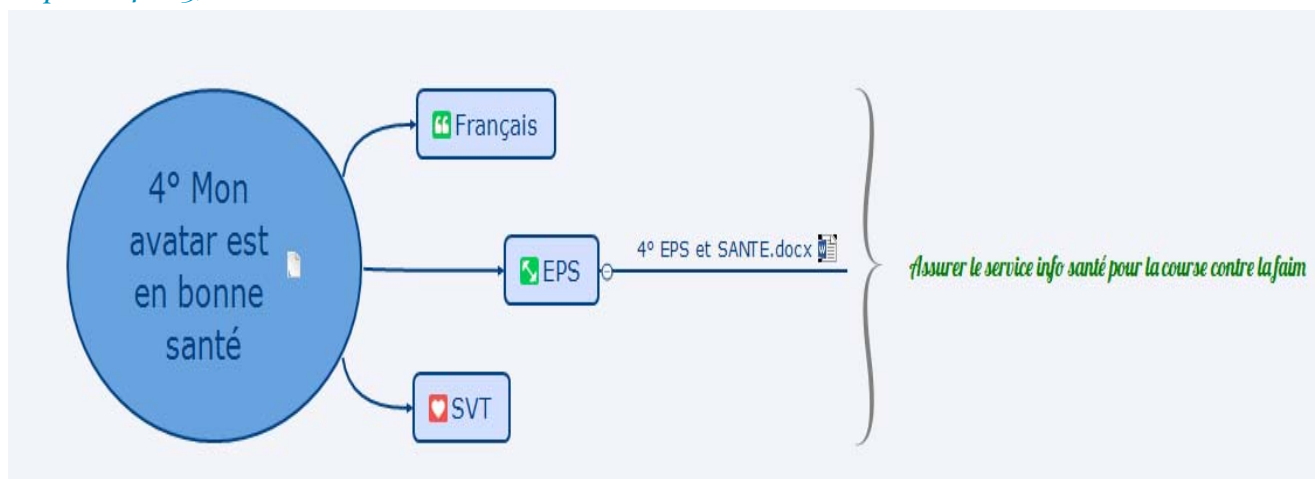 4° Mon
avatar est
en bonne
santé
Français
EPS
4° EPS et SANTE.docx
SVT
Assurer le service info santé pour la course contre la faim